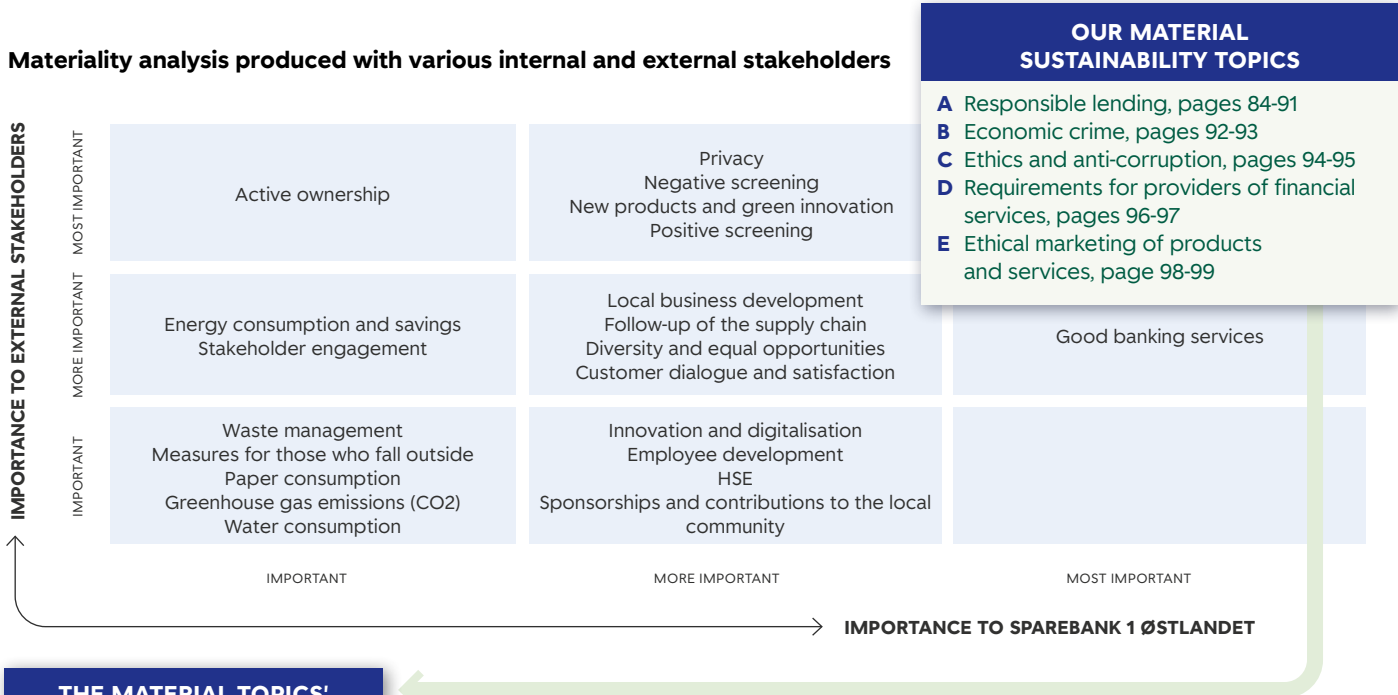 Materiality analysis produced with various internal and external stakeholders
OUR MATERIAL
SUSTAINABILITY TOPICS
A Responsible lending, pages 84-91
B Economic crime, pages 92-93
C Ethics and anti-corruption, pages 94-95
D Requirements for providers of financial
services, pages 96-97
E Ethical marketing of products
and services, page 98-99
IMPORTANCE TO EXTERNAL STAKEHOLDERS
MOST IMPORTANT
Active ownership
Privacy
Negative screening
New products and green innovation
Positive screening
MORE IMPORTANT
Energy consumption and savings
Stakeholder engagement
Local business development
Follow-up of the supply chain
Diversity and equal opportunities
Customer dialogue and satisfaction
Good banking services
IMPORTANT
Waste management
Measures for those who fall outside
Paper consumption
Greenhouse gas emissions (CO2)
Water consumption
Innovation and digitalisation
Employee development
HSE
Sponsorships and contributions to the local
community
IMPORTANT
MORE IMPORTANT
MOST IMPORTANT
IMPORTANCE TO SPAREBANK 1 ØSTLANDET
THE MATERIAL TOPICS'